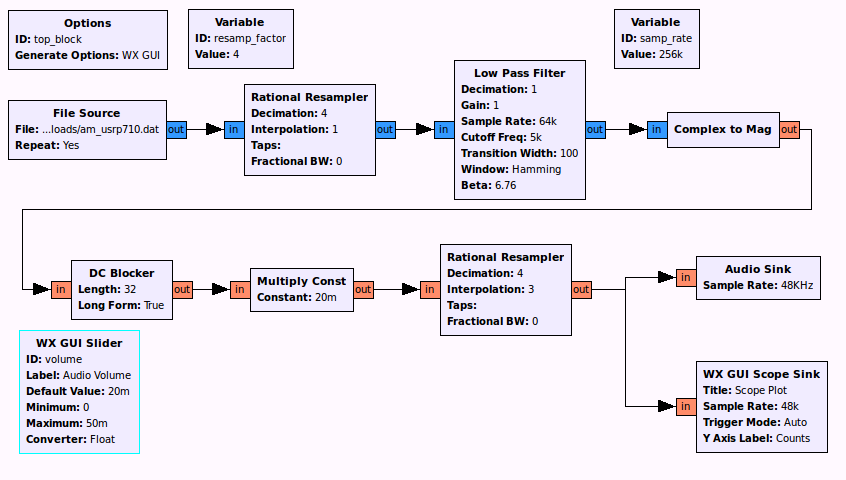 Options
ID: top_block
Generate Options: WX GUI
Variable
ID: resamp_factor
Value: 4
Variable
ID: samp_rate
Value: 256k
File Source
File: ...loads/am_usrp710.dat
Repeat: Yes
out
in
Rational Resampler
Decimation: 4
Interpolation: 1
Taps:
Fractional BW: 0
out
in
Low Pass Filter
Decimation: 1
Gain: 1
Sample Rate: 64k
Cutoff Freq: 5k
Transition Width: 100
Window: Hamming
Beta: 6.76
out
in
Complex to Mag
out
in
DC Blocker
Length: 32
Long Form: True
out
in
Multiply Const
Constant: 20m
out
in
Rational Resampler
Decimation: 4
Interpolation: 3
Taps:
Fractional BW: 0
out
in
Audio Sink
Sample Rate: 48KHz
WX GUI Slider
ID: volume
Label: Audio Volume
Default Value: 20m
Minimum: 0
Maximum: 50m
Converter: Float
in
WX GUI Scope Sink
Title: Scope Plot
Sample Rate: 48k
Trigger Mode: Auto
Y Axis Label: Counts